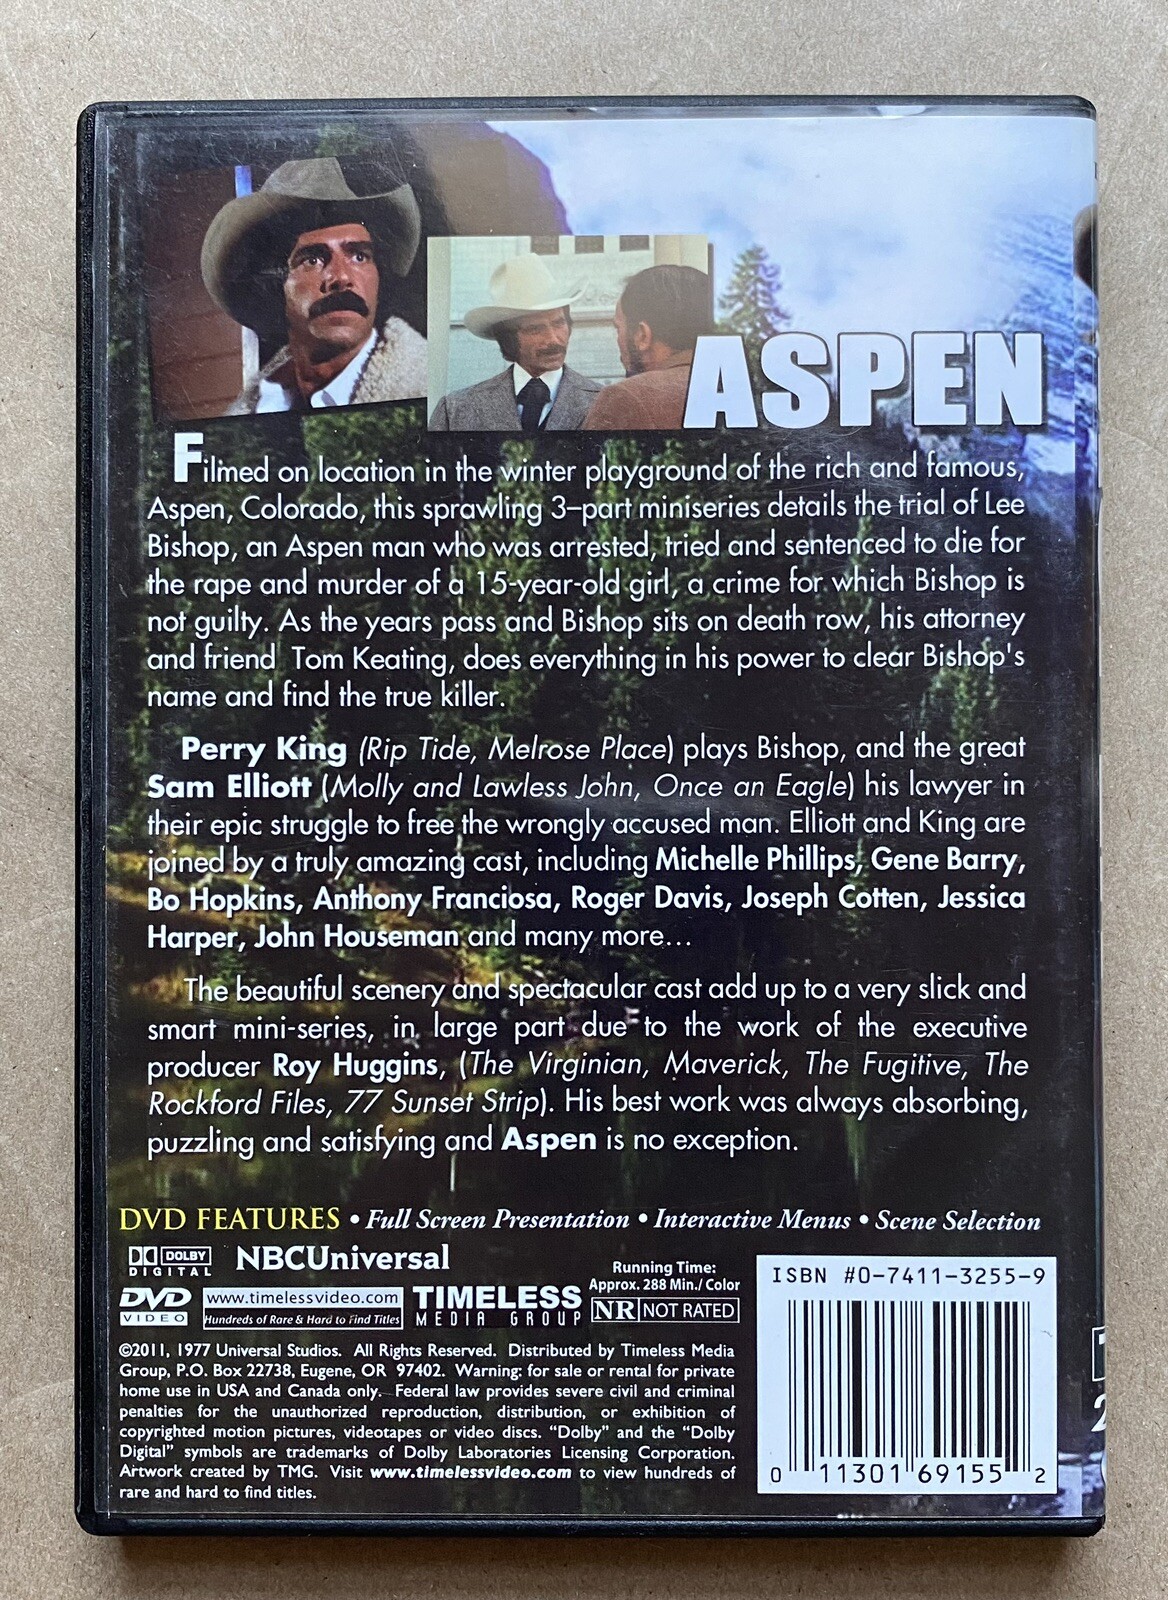 ASPEN
Filmed on location in the winter playground of the rich and famous,
Aspen, Colorado, this sprawling 3–part miniseries details the trial of Lee
Bishop, an Aspen man who was arrested, tried and sentenced to die for
the rape and murder of a 15-year-old girl, a crime for which Bishop is
not guilty. As the years pass and Bishop sits on death row, his attorney
and friend Tom Keating, does everything in his power to clear Bishop's
name and find the true killer.
Perry King (Rip Tide, Melrose Place) plays Bishop, and the great
Sam Elliott (Molly and Lawless John, Once an Eagle) his lawyer in
their epic struggle to free the wrongly accused man. Elliott and King are
joined by a truly amazing cast, including Michelle Phillips, Gene Barry,
Bo Hopkins, Anthony Franciosa, Roger Davis, Joseph Cotten, Jessica
Harper, John Houseman and many more...
The beautiful scenery and spectacular cast add up to a very slick and
smart mini-series, in large part due to the work of the executive
producer Roy Huggins, (The Virginian, Maverick, The Fugitive, The
Rockford Files, 77 Sunset Strip). His best work was always absorbing,
puzzling and satisfying and Aspen is no exception.
DVD FEATURES • Full Screen Presentation • Interactive Menus • Scene Selection
DOLBY
DIGITAL
NBCUniversal
DVD
VIDEO
www.timelessvideo.com
Hundreds of Rare & Hard to Find Titles
TIMELESS
MEDIA GROUP
Running Time:
Approx. 288 Min./ Color
NR NOT RATED
©2011, 1977 Universal Studios. All Rights Reserved. Distributed by Timeless Media
Group, P.O. Box 22738, Eugene, OR 97402. Warning: for sale or rental for private
home use in USA and Canada only. Federal law provides severe civil and criminal
penalties for the unauthorized reproduction, distribution, or exhibition of
copyrighted motion pictures, videotapes or video discs. “Dolby” and the “Dolby
Digital” symbols are trademarks of Dolby Laboratories Licensing Corporation.
Artwork created by TMG. Visit www.timelessvideo.com to view hundreds of
rare and hard to find titles.
ISBN #0-7411-3255-9
0 11301 69155 2